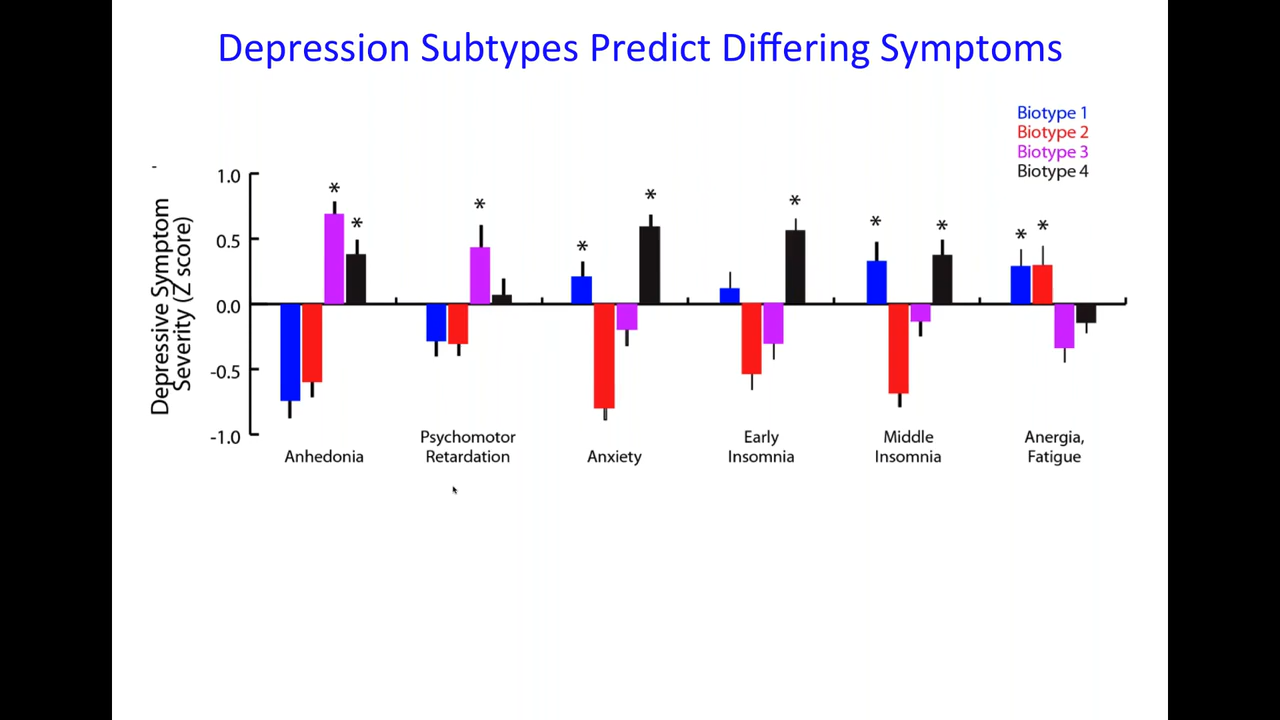 Depression Subtypes Predict Differing Symptoms
Biotype 1
Biotype 2
Biotype 3
Biotype 4
Depressive Symptom
Severity (Z score)
1.0
0.5
0.0
-0.5
-1.0
* * * * * * * * * *
Anhedonia
Psychomotor
Retardation
Anxiety
Early
Insomnia
Middle
Insomnia
Anergia,
Fatigue